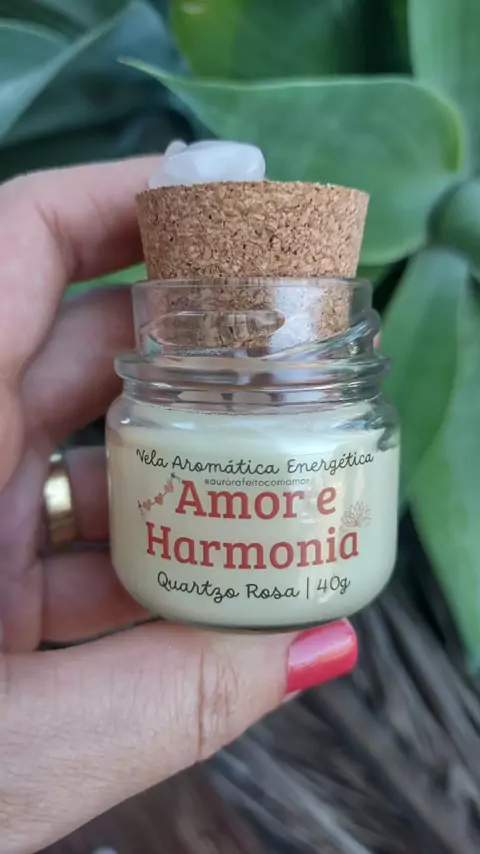 Vela Aromática Energética
@aurorafeitocomamor
Amor e
Harmonia
Quartzo Rosa | 40g